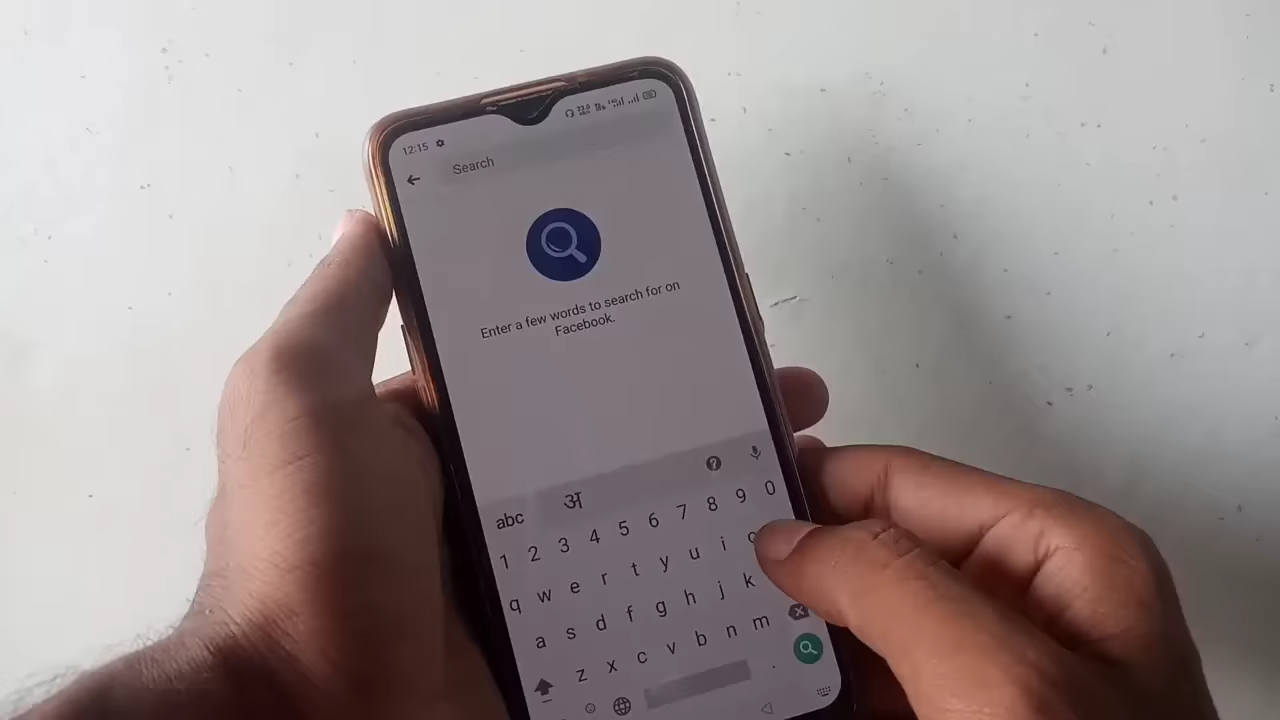 12:15
Search
Enter a few words to search for on
Facebook.
abc अ
1 2 3 4 5 6 7 8 9 0
q w e r t y u i
a s d f g h j k
z x c v b n m
.